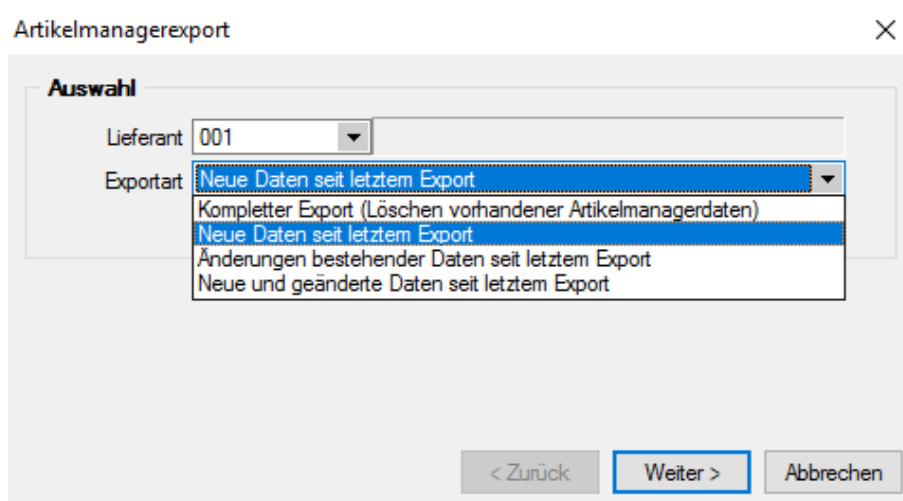 Artikelmanagerexport
Auswahl
Lieferant 001
Exportart Neue Daten seit letztem Export
Kompletter Export (Löschen vorhandener Artikelmanagerdaten)
Neue Daten seit letztem Export
Änderungen bestehender Daten seit letztem Export
Neue und geänderte Daten seit letztem Export
< Zurück Weiter > Abbrechen